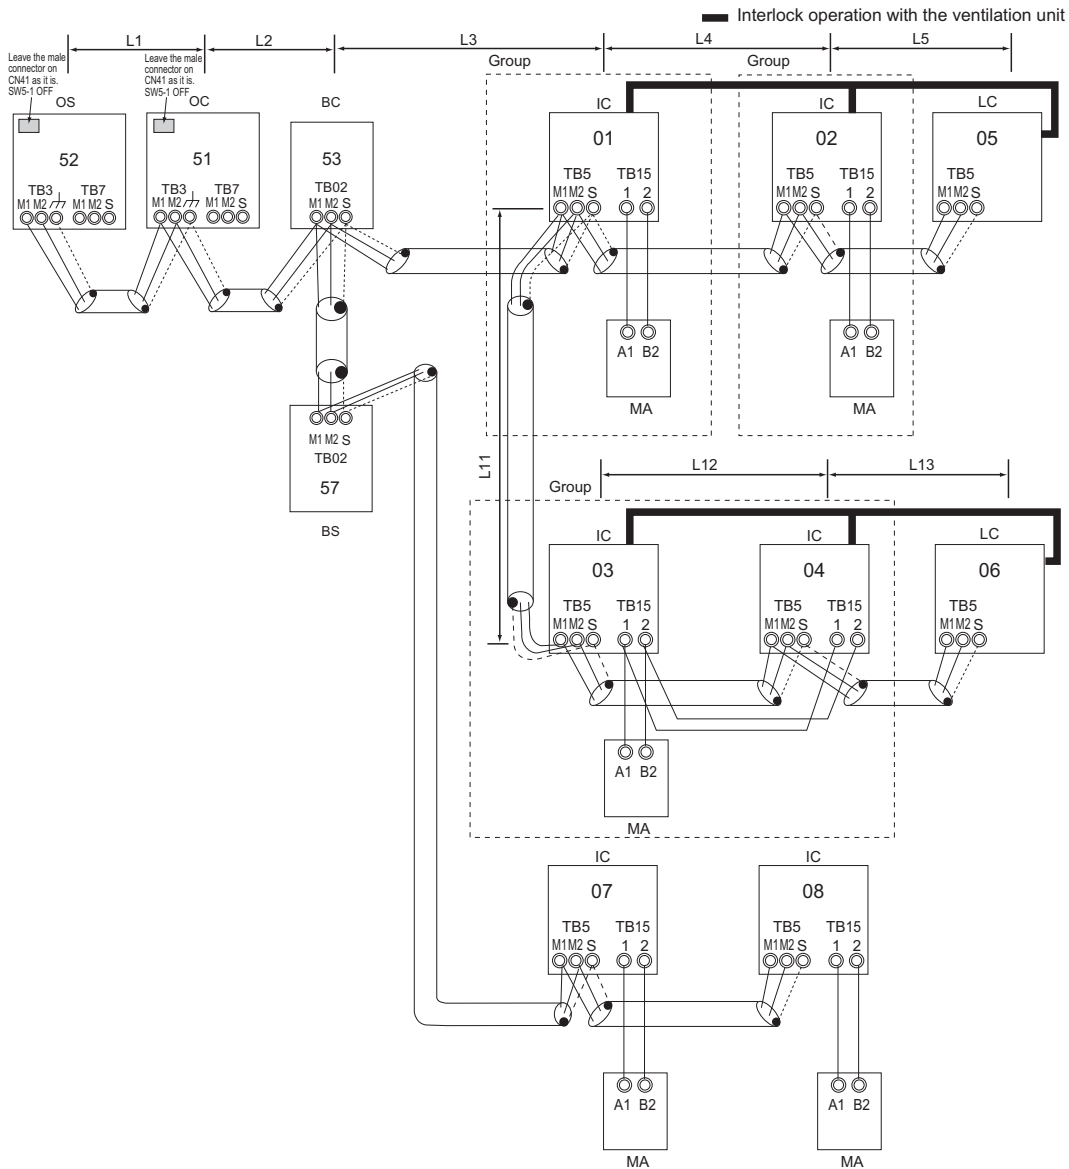 Interlock operation with the ventilation unit
L1
L2
L3
L4
L5
Leave the male
connector on
CN41 as it is.
SW5-1 OFF
Leave the male
connector on
CN41 as it is.
SW5-1 OFF
Group
Group
OS
OC
BC
IC
IC
LC
52
51
53
01
02
05
TB3
TB7
TB3
TB7
TB02
TB5
TB15
TB5
TB15
TB5
M1 M2
M1 M2 S
M1 M2
M1 M2 S
M1 M2 S
M1 M2 S
1 2
M1 M2 S
1 2
M1 M2 S
A1 B2
A1 B2
MA
MA
M1 M2 S
TB02
57
BS
L11
L12
L13
Group
IC
IC
LC
03
04
06
TB5
TB15
TB5
TB15
TB5
M1 M2 S
1 2
M1 M2 S
1 2
M1 M2 S
A1 B2
MA
IC
IC
07
08
TB5
TB15
TB5
TB15
M1 M2 S
1 2
M1 M2 S
1 2
A1 B2
A1 B2
MA
MA